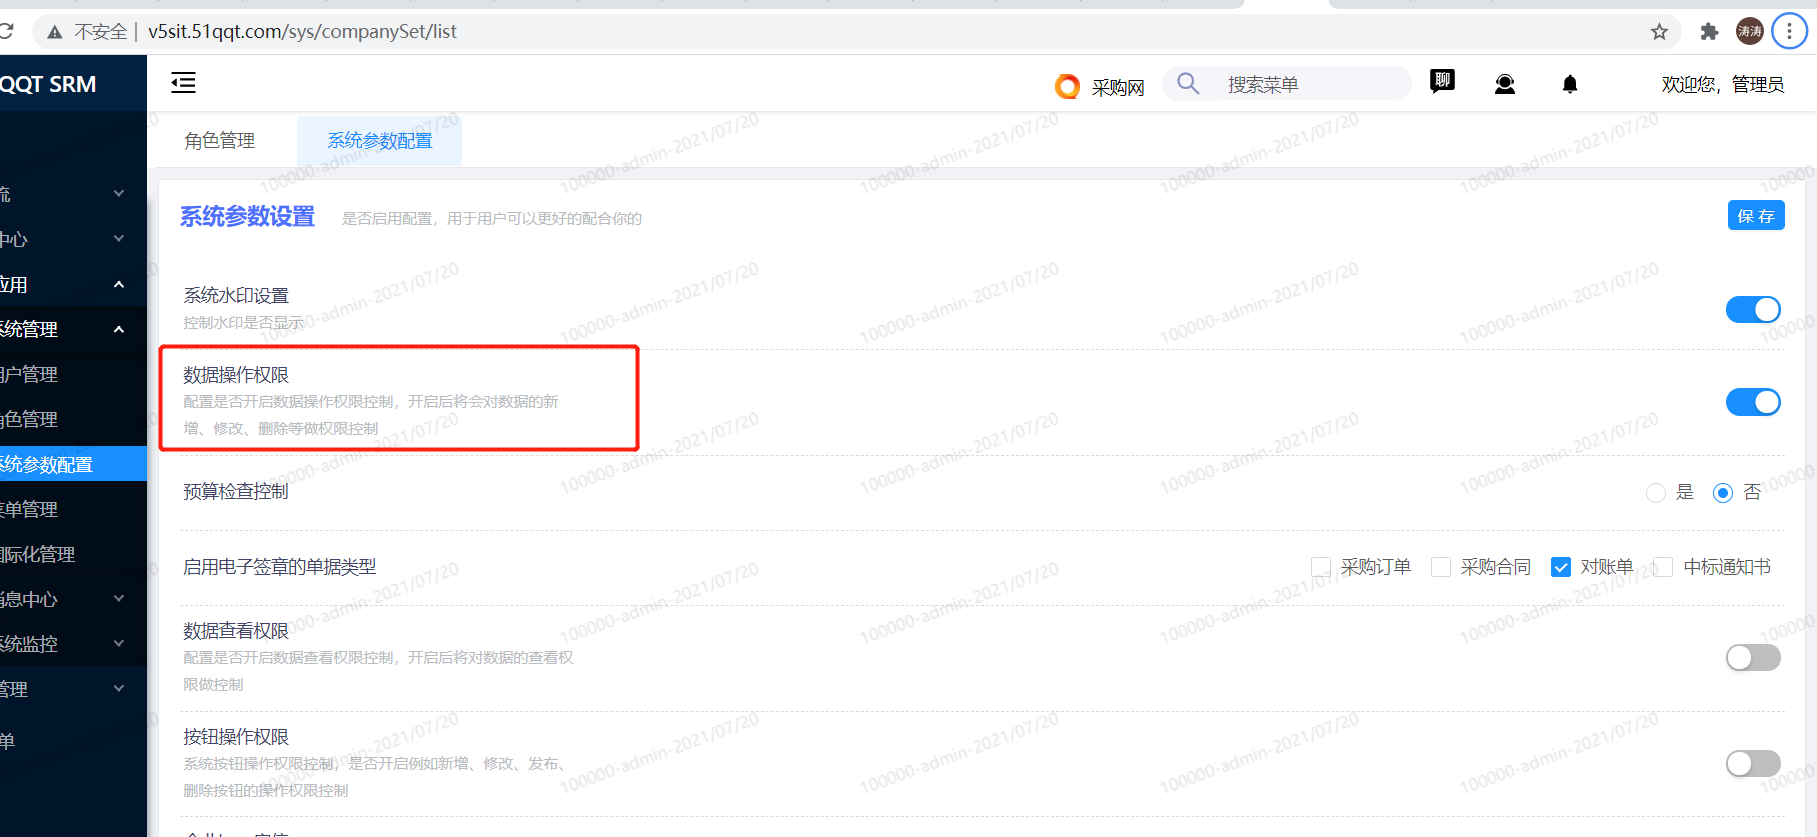 不安全 | v5sit.51qqt.com/sys/companySet/list
涛涛
QQT SRM
采购网
搜索菜单
聊
欢迎您，管理员
角色管理
系统参数配置
流
中心
应用
系统管理
用户管理
角色管理
系统参数配置
菜单管理
国际化管理
消息中心
系统监控
管理
单
系统参数设置
是否启用配置，用于用户可以更好的配合你的
保 存
系统水印设置
控制水印是否显示
数据操作权限
配置是否开启数据操作权限控制，开启后将会对数据的新
增、修改、删除等做权限控制
预算检查控制
是
否
启用电子签章的单据类型
采购订单
采购合同
对账单
中标通知书
数据查看权限
配置是否开启数据查看权限控制，开启后将对数据的查看权
限做控制
按钮操作权限
系统按钮操作权限控制，是否开启例如新增、修改、发布、
删除按钮的操作权限控制
100000-admin-2021/07/20